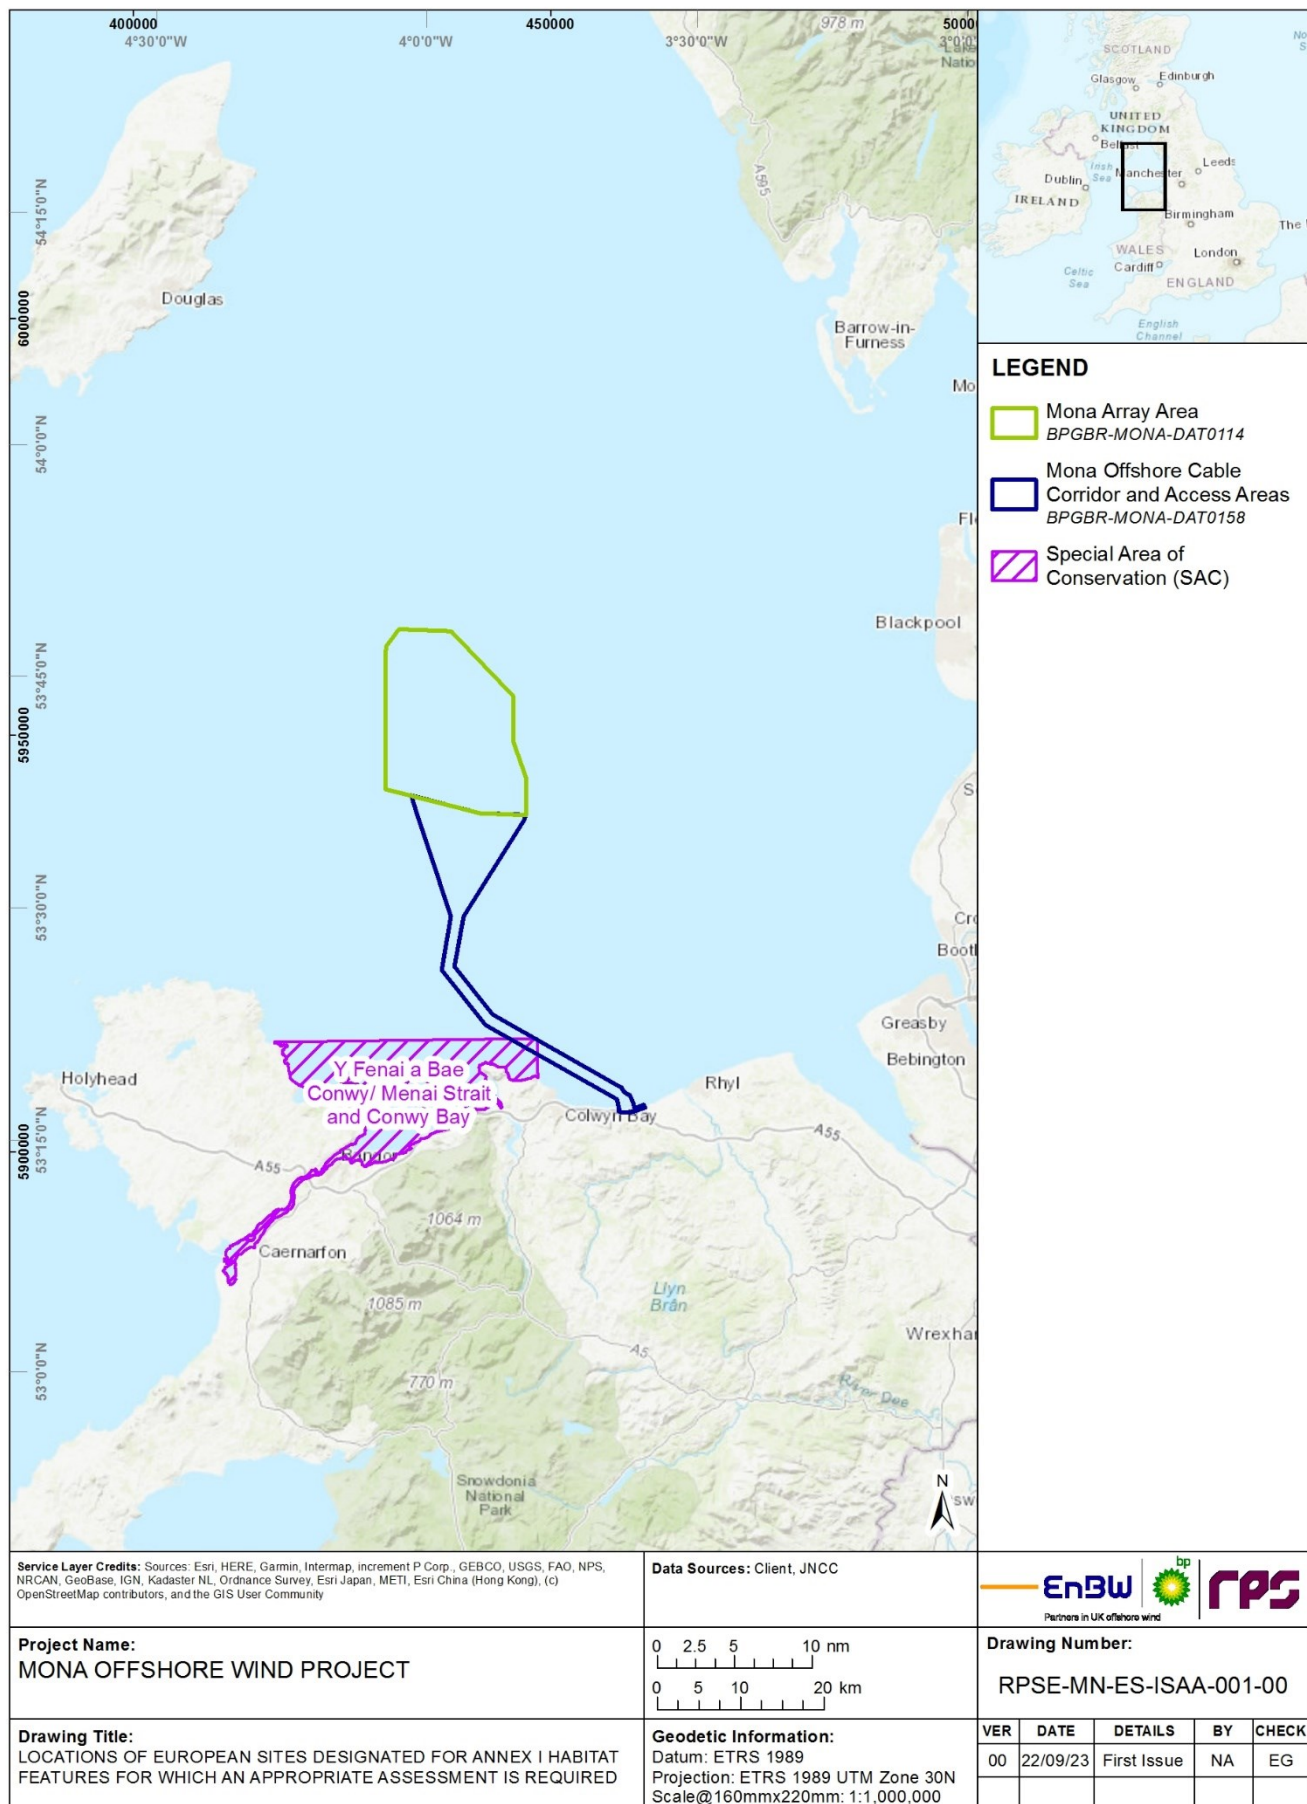 400000
450000
4°30'0"W
4°0'0"W
3°30'0"W
978 m
54°15'0"N
6000000
54°0'0"N
53°45'0"N
5950000
53°30'0"N
53°15'0"N
5900000
53°0'0"N
A595
Douglas
Barrow-in-
Furness
Blackpool
Greasby
Bebington
Holyhead
Y Fenai a Bae
Conwy/ Menai Strait
and Conwy Bay
Rhyl
Colwyn Bay
A55
Bangor
A55
1064 m
Caernarfon
Llyn
Brân
1085 m
A5
770 m
River Dee
Snowdonia
National
Park
N
SCOTLAND
Glasgow
Edinburgh
UNITED
KINGDOM
Belfast
Irish
Sea
Leeds
Manchester
Dublin
IRELAND
Birmingham
WALES
London
Cardiff
Celtic
Sea
ENGLAND
English
Channel
LEGEND
Mona Array Area
BPGBR-MONA-DAT0114
Mona Offshore Cable
Corridor and Access Areas
BPGBR-MONA-DAT0158
Special Area of
Conservation (SAC)
Service Layer Credits: Sources: Esri, HERE, Garmin, Intermap, increment P Corp., GEBCO, USGS, FAO, NPS,
NRCAN, GeoBase, IGN, Kadaster NL, Ordnance Survey, Esri Japan, METI, Esri China (Hong Kong), (c)
OpenStreetMap contributors, and the GIS User Community
Data Sources: Client, JNCC
EnBW
bp
rps
Partners in UK offshore wind
Project Name:
MONA OFFSHORE WIND PROJECT
0 2.5 5 10 nm
0 5 10 20 km
Drawing Number:
RPSE-MN-ES-ISAA-001-00
Drawing Title:
LOCATIONS OF EUROPEAN SITES DESIGNATED FOR ANNEX I HABITAT
FEATURES FOR WHICH AN APPROPRIATE ASSESSMENT IS REQUIRED
Geodetic Information:
Datum: ETRS 1989
Projection: ETRS 1989 UTM Zone 30N
Scale@160mmx220mm: 1:1,000,000
VER DATE DETAILS BY CHECK
00 22/09/23 First Issue NA EG